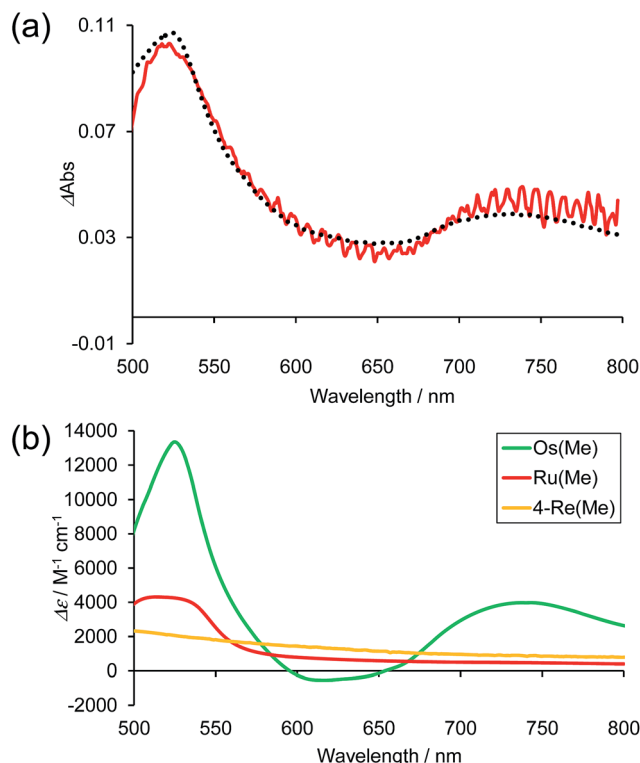 (a)
0.11
0.07
0.03
-0.01
ΔAbs
500 550 600 650 700 750 800
Wavelength / nm
(b)
14000
12000
10000
8000
6000
4000
2000
0
-2000
Δε / M⁻¹ cm⁻¹
Os(Me)
Ru(Me)
4-Re(Me)
500 550 600 650 700 750 800
Wavelength / nm